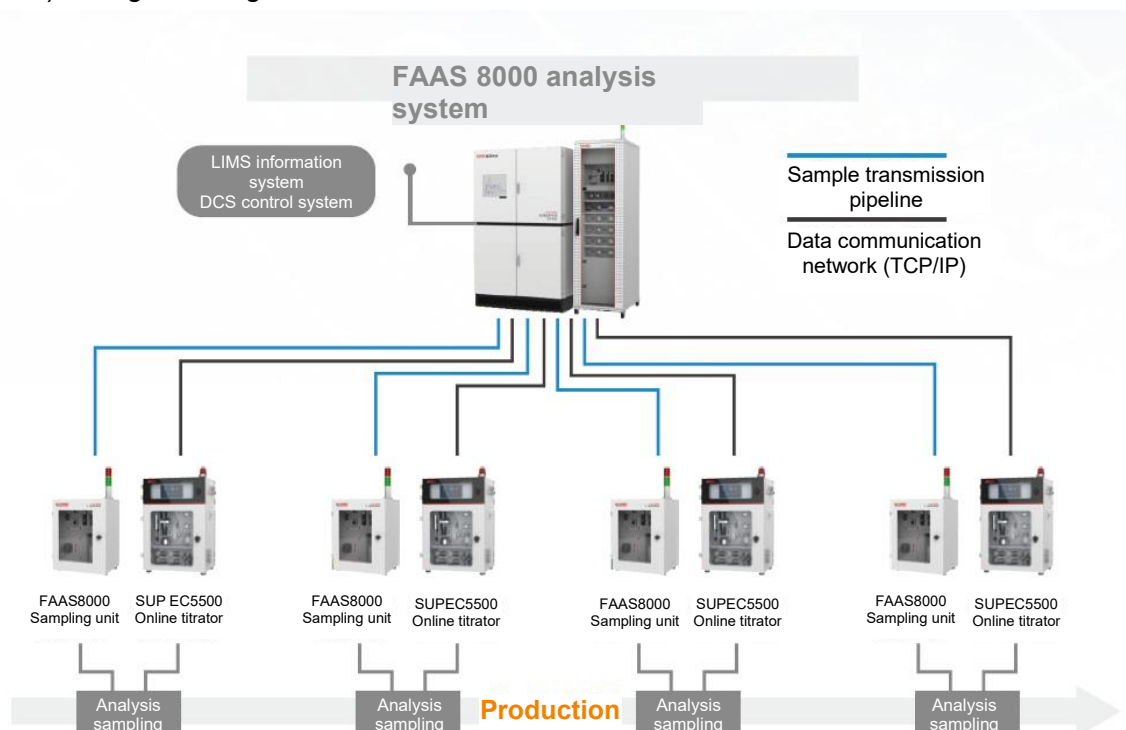 FAAS 8000 analysis
system
LIMS information
system
DCS control system
Sample transmission
pipeline
Data communication
network (TCP/IP)
FAAS8000
Sampling unit
SUP EC5500
Online titrator
FAAS8000
Sampling unit
SUPEC5500
Online titrator
FAAS8000
Sampling unit
SUPEC5500
Online titrator
FAAS8000
Sampling unit
SUPEC5500
Online titrator
Analysis
sampling
Analysis
sampling
Production
Analysis
sampling
Analysis
sampling